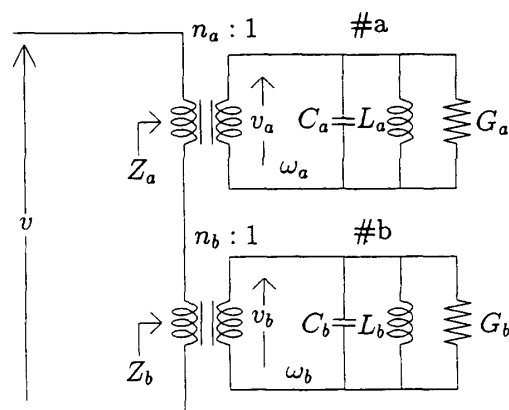 n_a : 1 #a
v_a C_a L_a G_a
Z_a ω_a
v
n_b : 1 #b
v_b C_b L_b G_b
Z_b ω_b